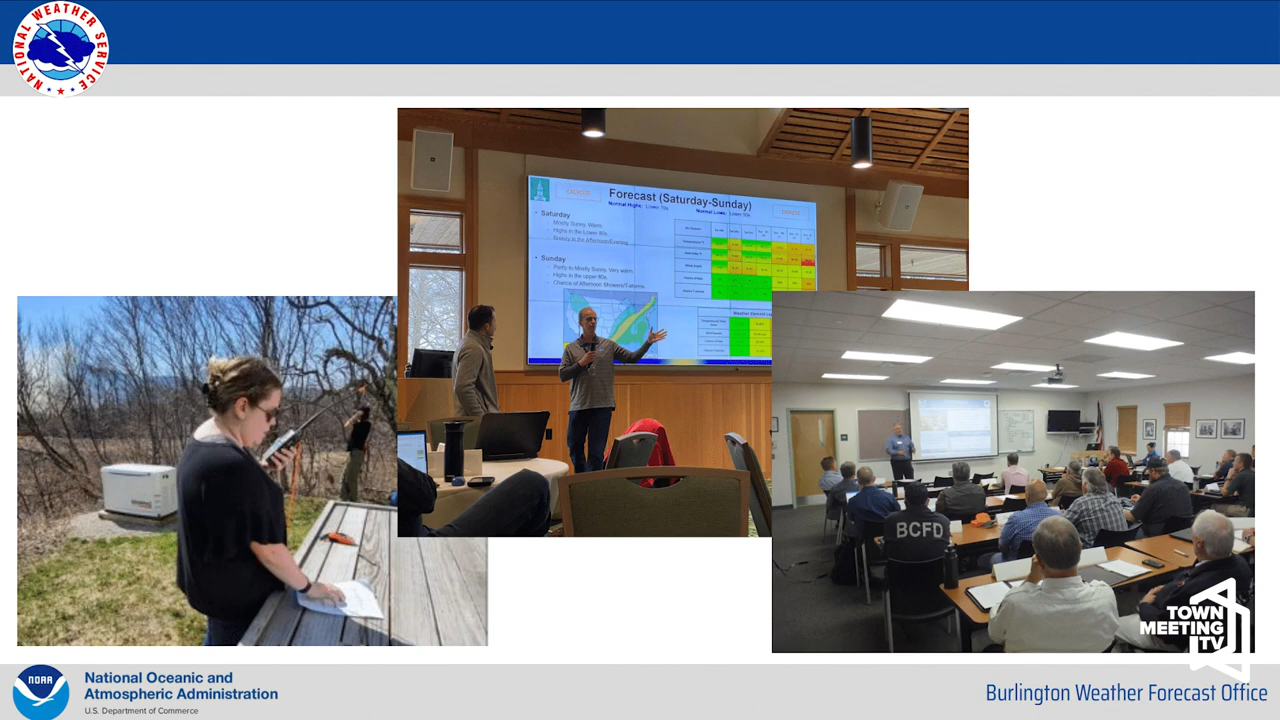 NATIONAL WEATHER SERVICE
Forecast (Saturday-Sunday)
Normal Highs: Lower 70s
Normal Lows: Lower 50s
Saturday
Mostly Sunny. Warm.
Highs in the Lower 80s.
Breezy in the Afternoon/Evening
Sunday
Partly to Mostly Sunny. Very warm.
Highs in the upper 80s.
Chance of Afternoon Showers/T-storms.
BCFD
TOWN
MEETING
TV
NOAA
National Oceanic and
Atmospheric Administration
U.S. Department of Commerce
Burlington Weather Forecast Office